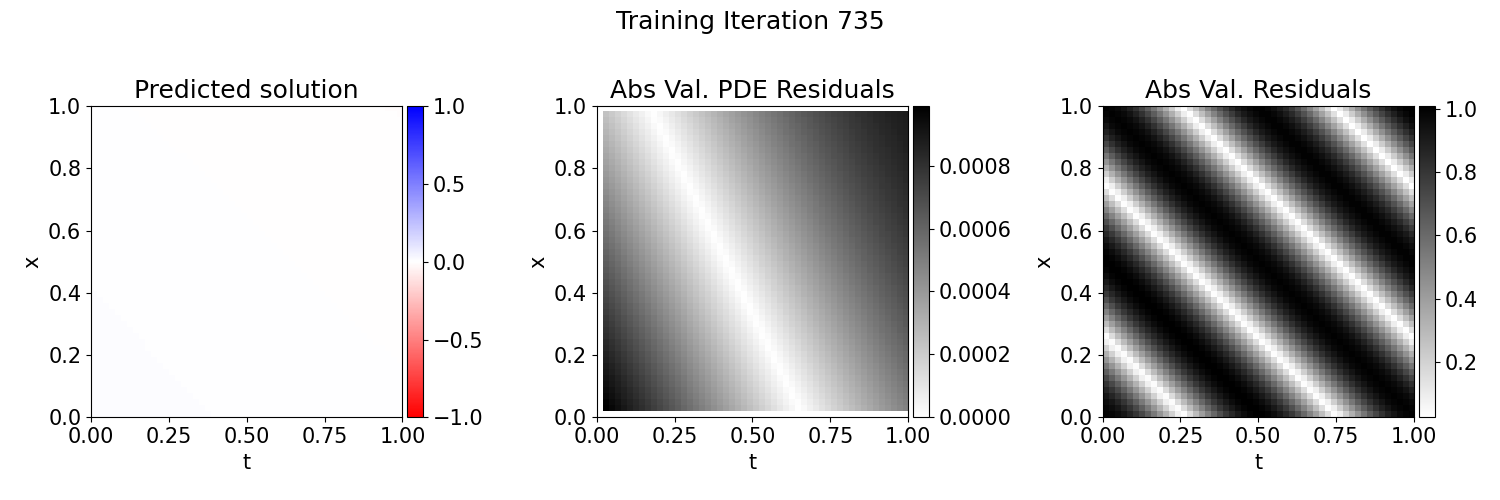 Training Iteration 735
Predicted solution
Abs Val. PDE Residuals
Abs Val. Residuals
x
1.0
0.8
0.6
0.4
0.2
0.0
0.00 0.25 0.50 0.75 1.00
t
1.0
0.5
0.0
−0.5
−1.0
x
1.0
0.8
0.6
0.4
0.2
0.0
0.00 0.25 0.50 0.75 1.00
t
0.0008
0.0006
0.0004
0.0002
0.0000
x
1.0
0.8
0.6
0.4
0.2
0.0
0.00 0.25 0.50 0.75 1.00
t
1.0
0.8
0.6
0.4
0.2